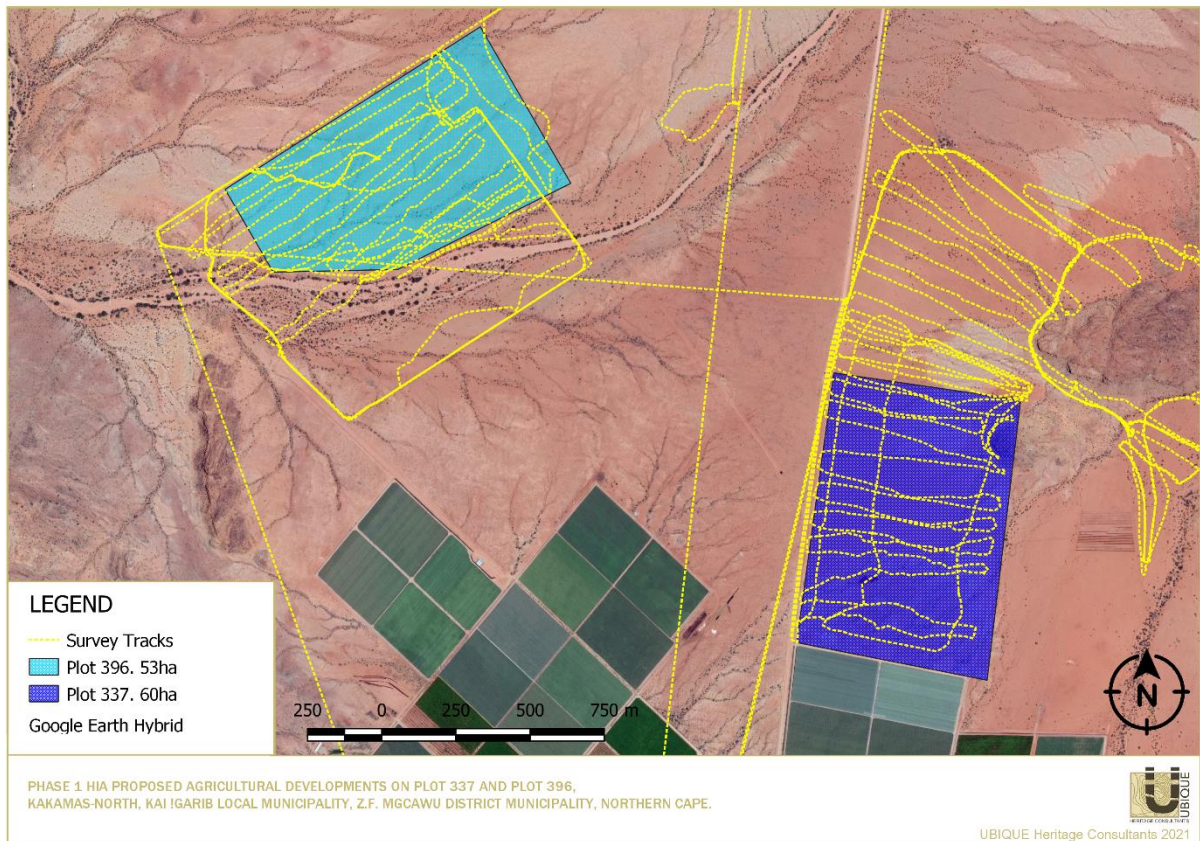 LEGEND
Survey Tracks
Plot 396. 53ha
Plot 337. 60ha
Google Earth Hybrid
250 0 250 500 750 m
N
PHASE 1 HIA PROPOSED AGRICULTURAL DEVELOPMENTS ON PLOT 337 AND PLOT 396,
KAKAMAS-NORTH, KAI !GARIB LOCAL MUNICIPALITY, Z.F. MGCAWU DISTRICT MUNICIPALITY, NORTHERN CAPE.
Ü
UBIQUE
HERITAGE CONSULTANTS
UBIQUE Heritage Consultants 2021